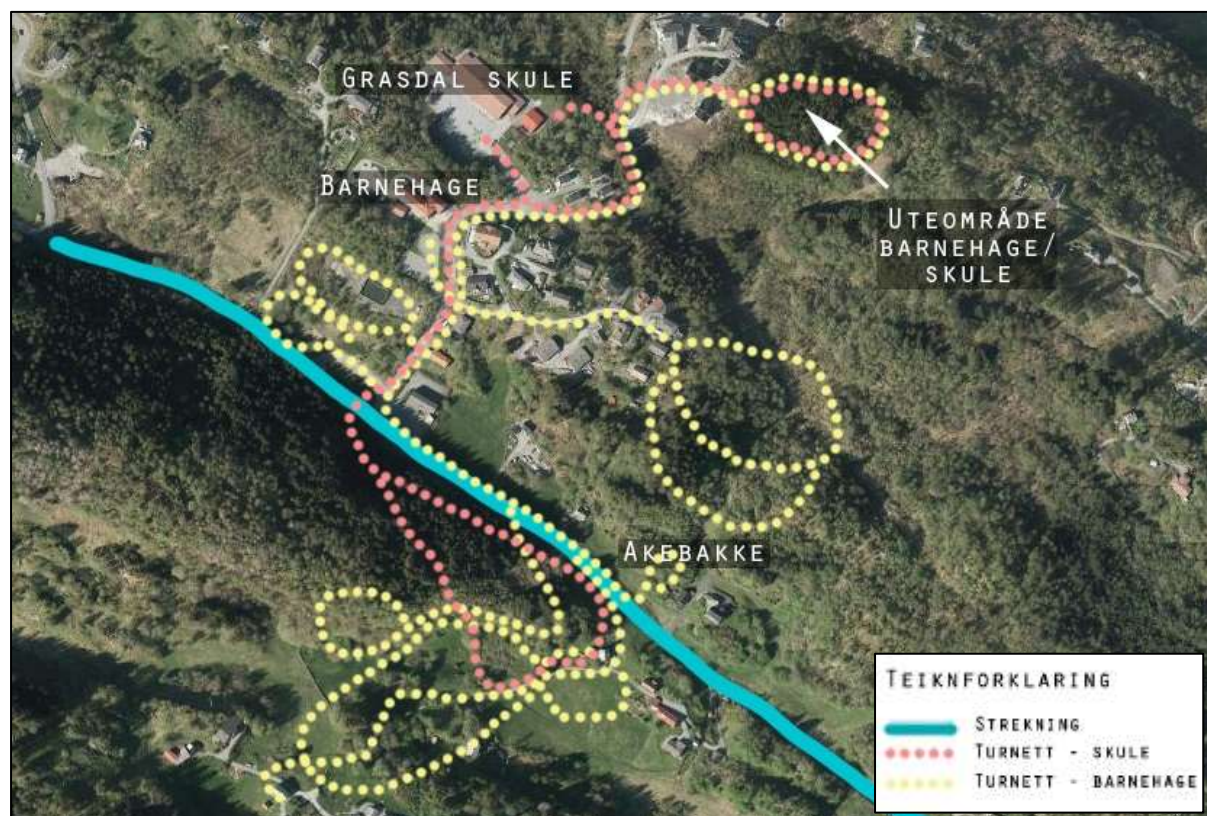 GRASDAL SKULE
BARNEHAGE
UTEOMRÅDE
BARNEHAGE/
SKULE
AKEBAKKE
TEIKNFORKLARING
STREKNING
TURNETT - SKULE
TURNETT - BARNEHAGE